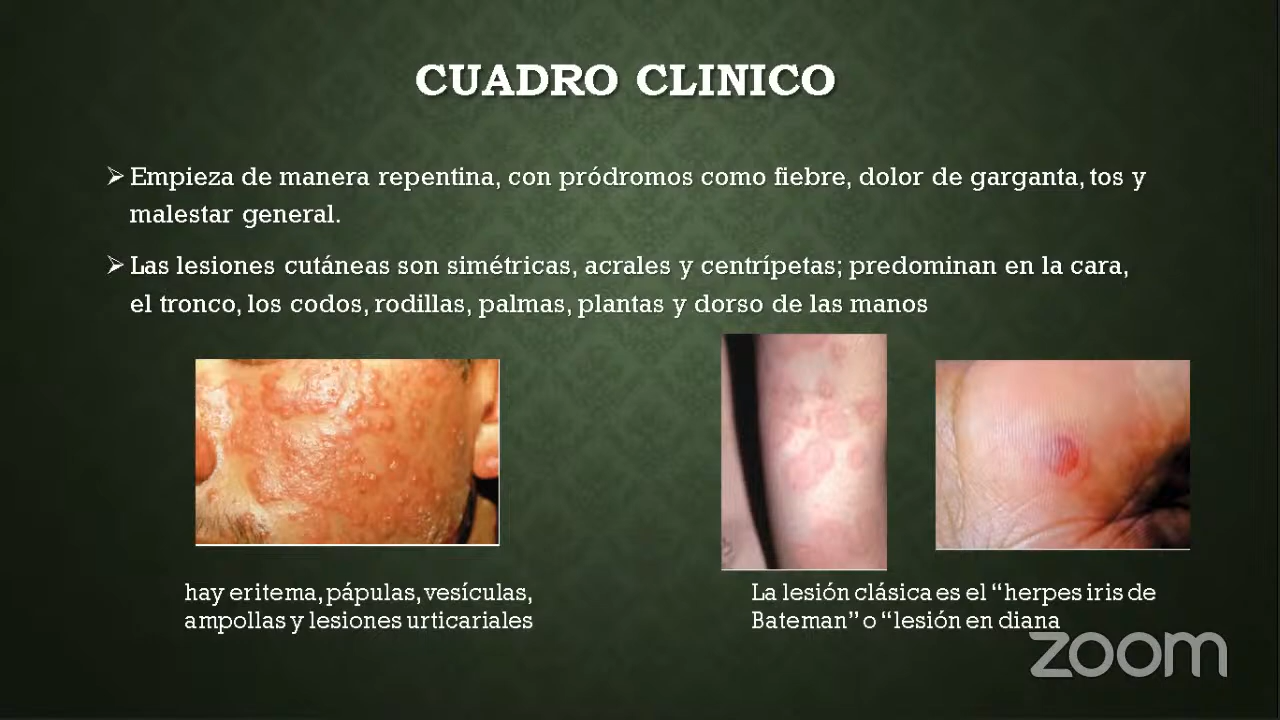 CUADRO CLINICO
➢Empieza de manera repentina, con pródromos como fiebre, dolor de garganta, tos y
malestar general.
➢Las lesiones cutáneas son simétricas, acrales y centrípetas; predominan en la cara,
el tronco, los codos, rodillas, palmas, plantas y dorso de las manos
hay eritema, pápulas, vesículas,
ampollas y lesiones urticariales
La lesión clásica es el “herpes iris de
Bateman” o “lesión en diana
zoom